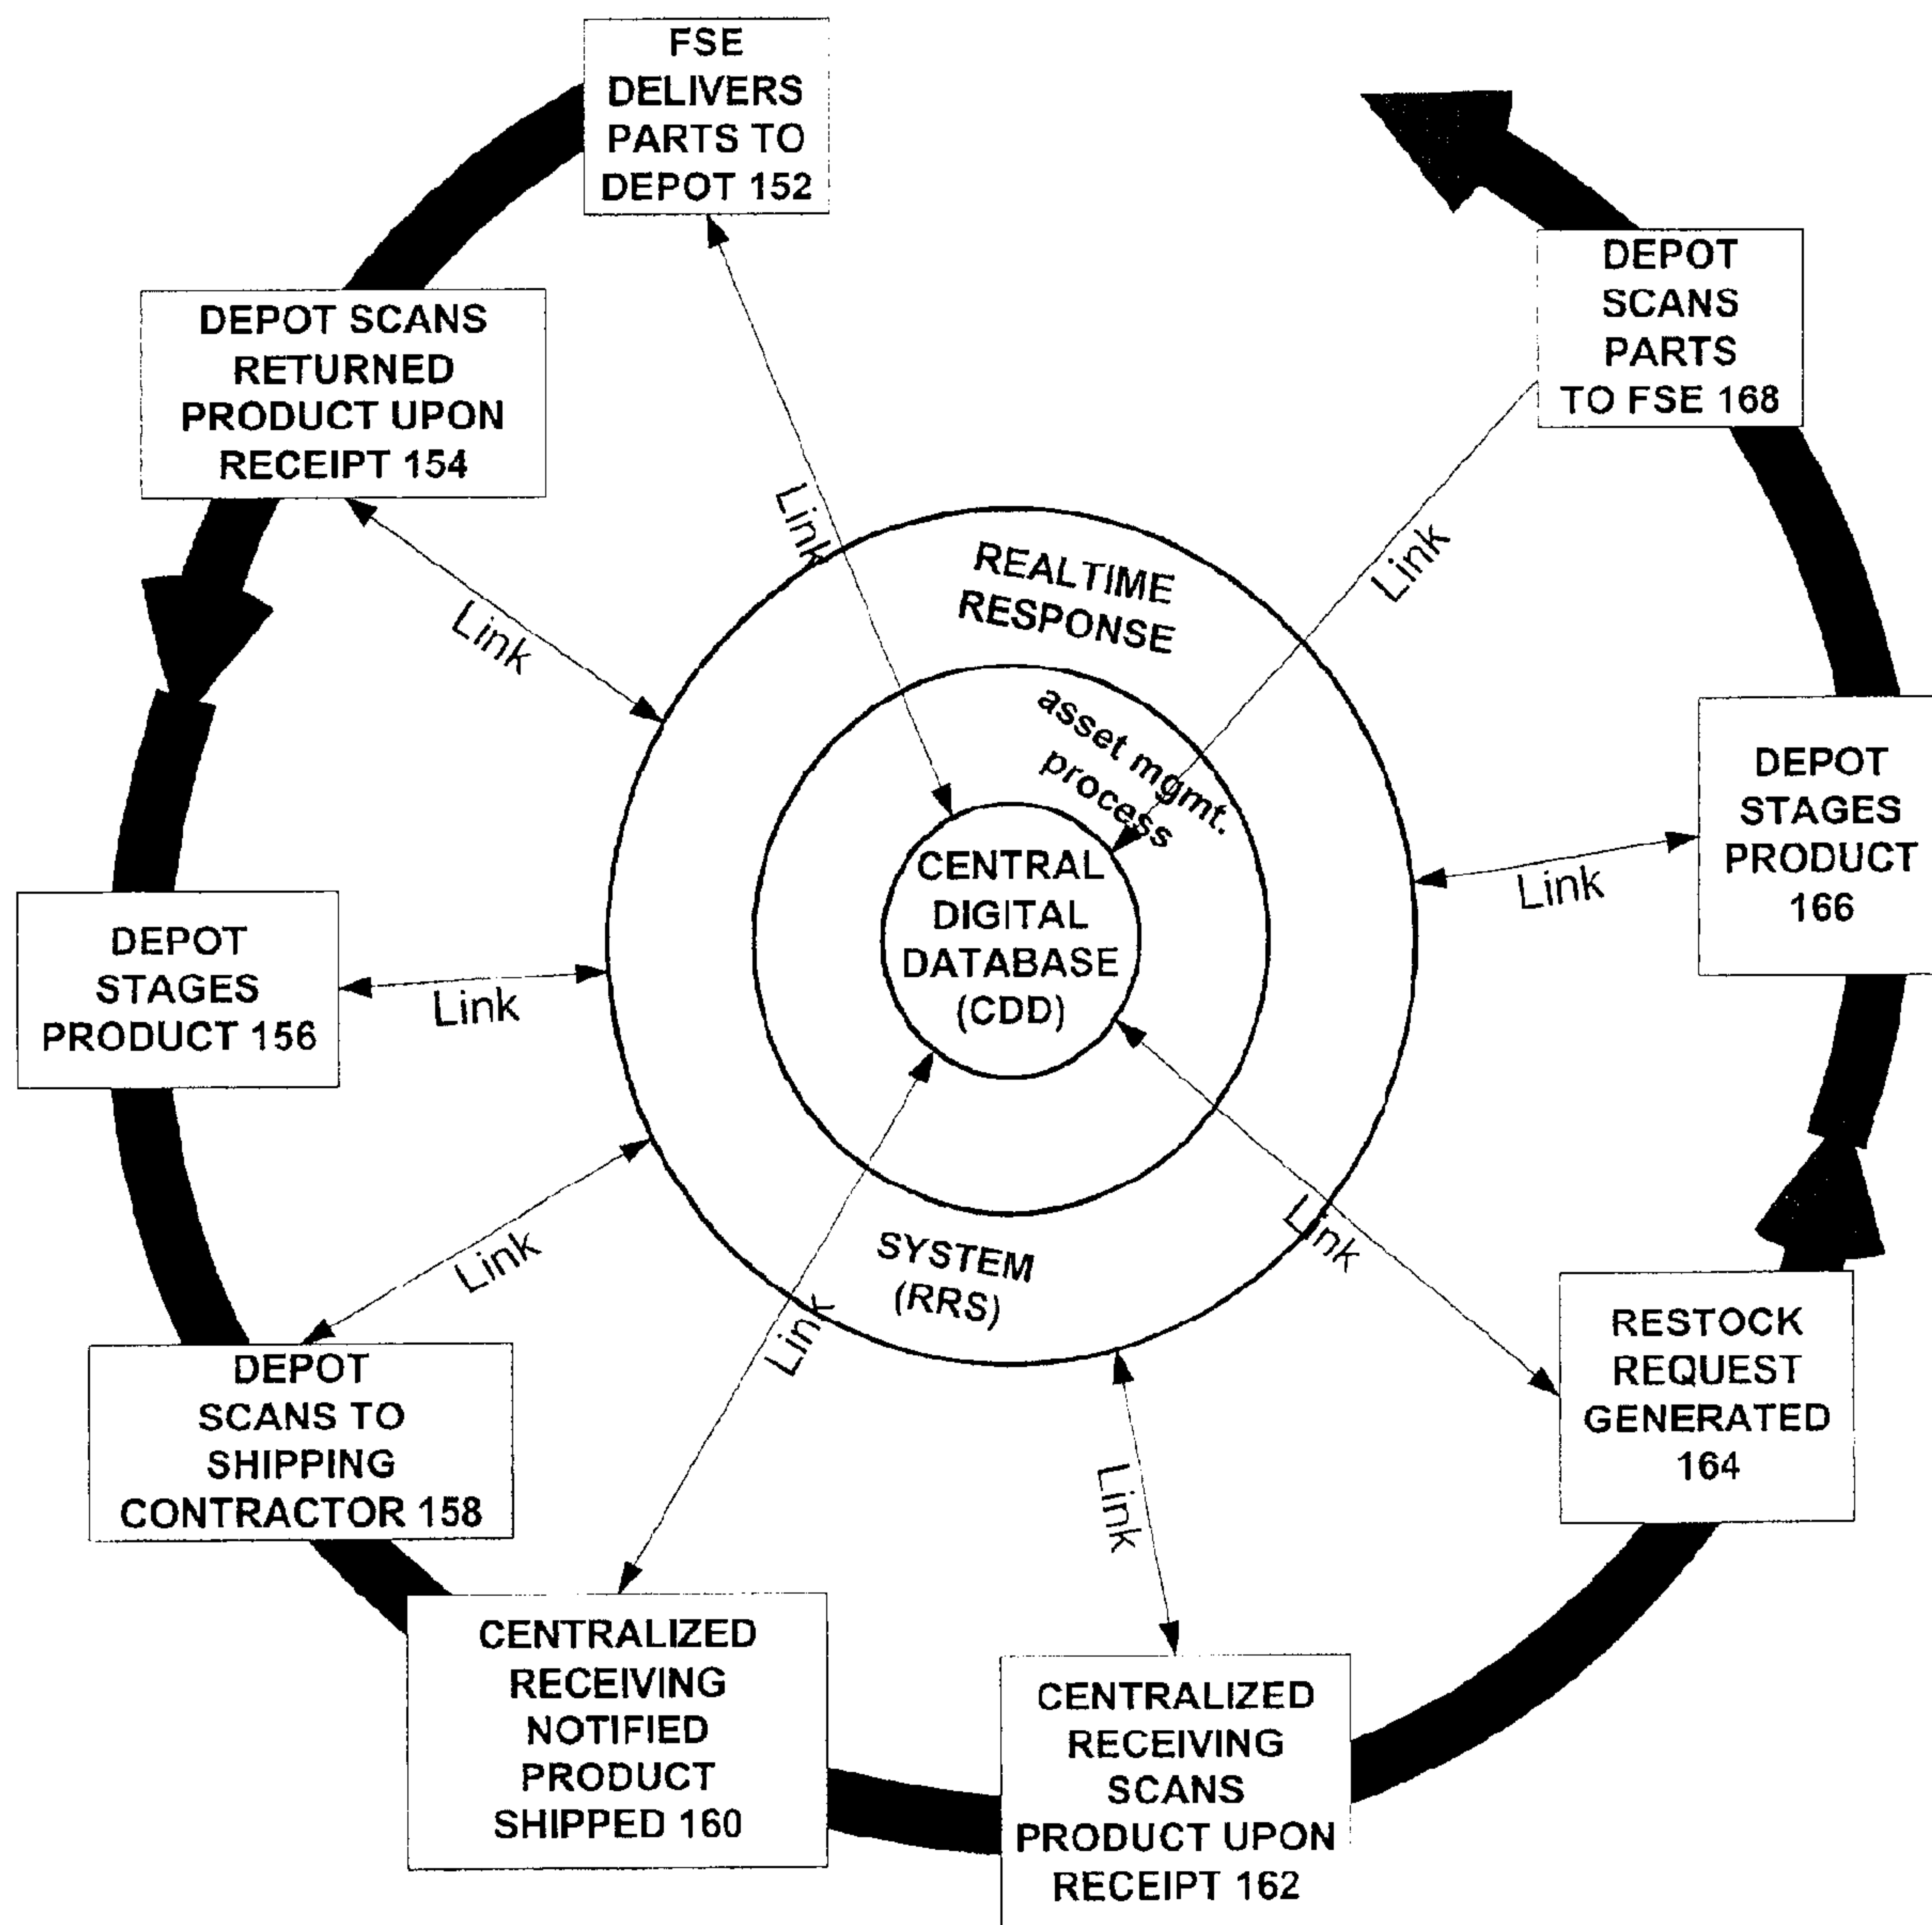 FSE
DELIVERS
PARTS TO
DEPOT 152
DEPOT SCANS
RETURNED
PRODUCT UPON
RECEIPT 154
DEPOT
STAGES
PRODUCT 156
DEPOT
SCANS TO
SHIPPING
CONTRACTOR 158
CENTRALIZED
RECEIVING
NOTIFIED
PRODUCT
SHIPPED 160
CENTRALIZED
RECEIVING
SCANS
PRODUCT UPON
RECEIPT 162
RESTOCK
REQUEST
GENERATED
164
DEPOT
STAGES
PRODUCT
166
DEPOT
SCANS
PARTS
TO FSE 168
Link
Link
Link
Link
Link
Link
Link
Link
Link
REALTIME
RESPONSE
asset mgmt.
process
CENTRAL
DIGITAL
DATABASE
(CDD)
SYSTEM
(RRS)